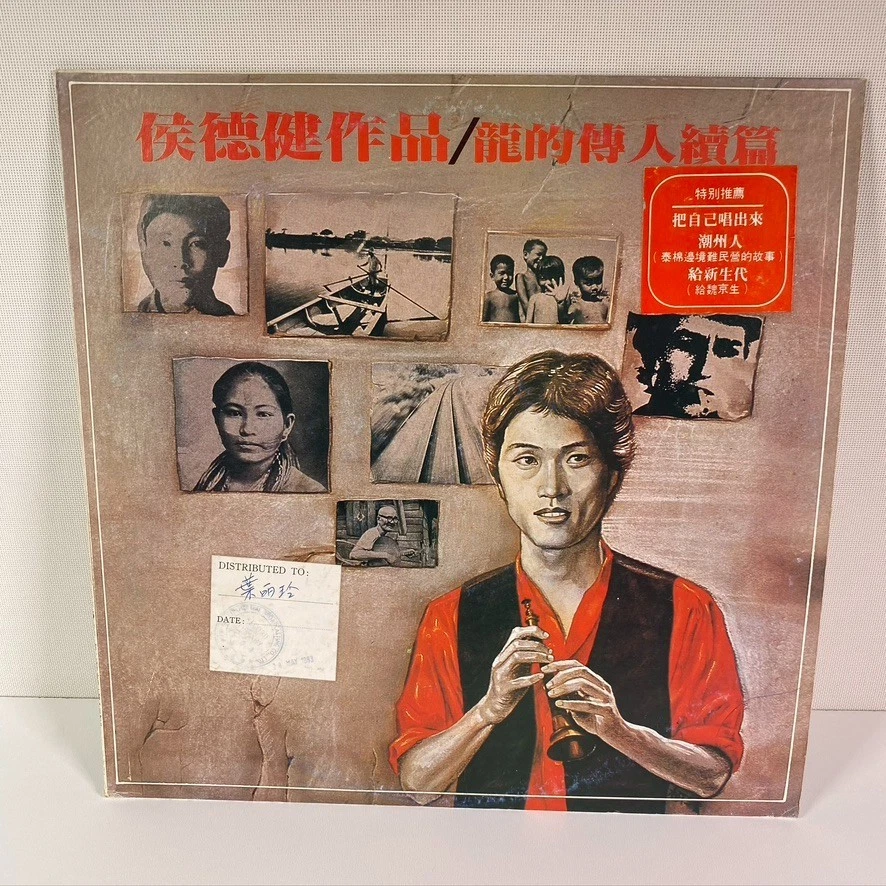 侯德健作品/龍的傳人續篇
特別推薦
把自己唱出來
潮州人
(泰棉邊境難民營的故事)
給新生代
(給魏京生)
DISTRIBUTED TO:
葉丽玲
DATE: